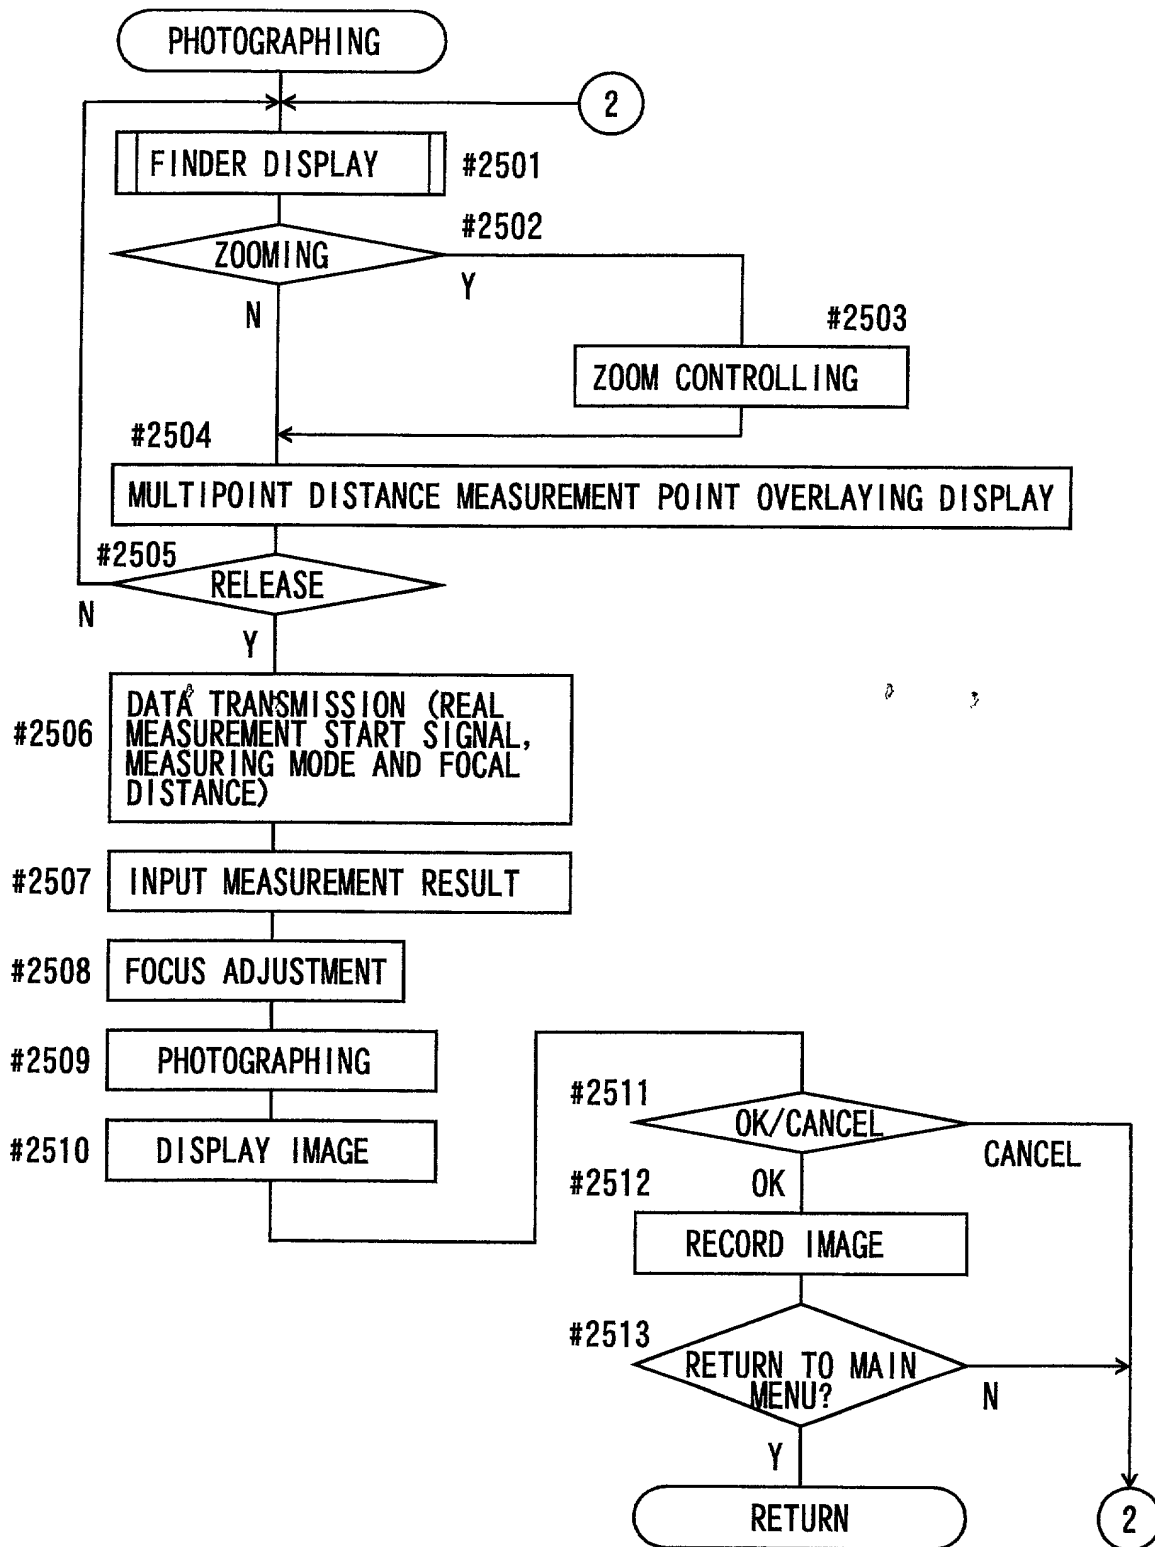 PHOTOGRAPHING
2
FINDER DISPLAY
#2501
#2502
ZOOMING
Y
N
#2503
ZOOM CONTROLLING
#2504
MULTIPOINT DISTANCE MEASUREMENT POINT OVERLAYING DISPLAY
#2505
RELEASE
N
Y
#2506
DATA TRANSMISSION (REAL
MEASUREMENT START SIGNAL,
MEASURING MODE AND FOCAL
DISTANCE)
#2507
INPUT MEASUREMENT RESULT
#2508
FOCUS ADJUSTMENT
#2509
PHOTOGRAPHING
#2510
DISPLAY IMAGE
#2511
OK/CANCEL
CANCEL
#2512
OK
RECORD IMAGE
#2513
RETURN TO MAIN
MENU?
N
Y
RETURN
2